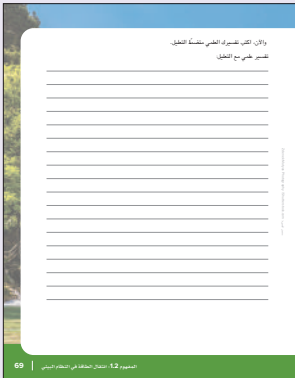 والآن، اكتب تفسيرك العلمي متضمنًا التعليل.
تفسير علمي مع التعليل:
المفهوم 1.2: انتقال الطاقة في النظام البيئي | 69